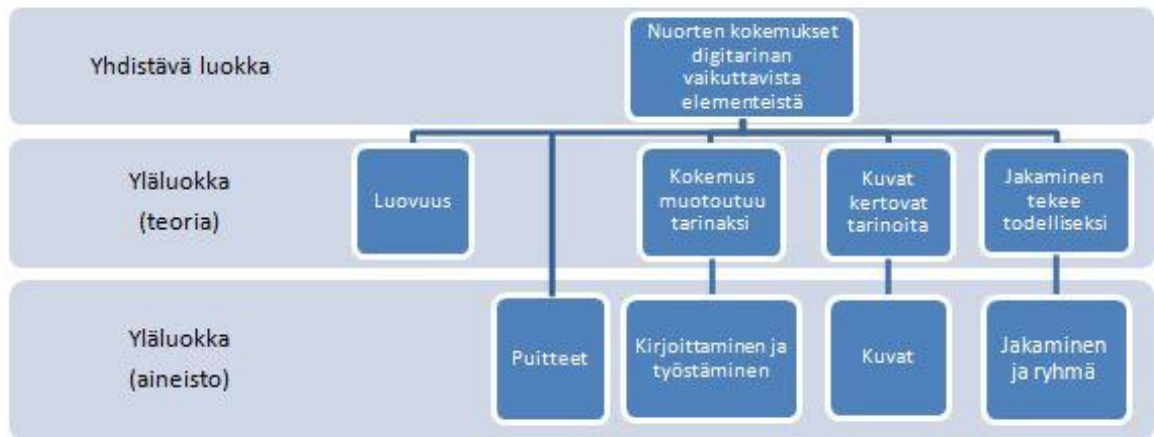 Yhdistävä luokka
Nuorten kokemukset
digitarinan
vaikuttavista
elementeistä
Yläluokka
(teoria)
Luovuus
Kokemus
muotoutuu
tarinaksi
Kuvat
kertovat
tarinoita
Jakaminen
tekee
todelliseksi
Yläluokka
(aineisto)
Puitteet
Kirjoittaminen ja
työstäminen
Kuvat
Jakaminen
ja ryhmä